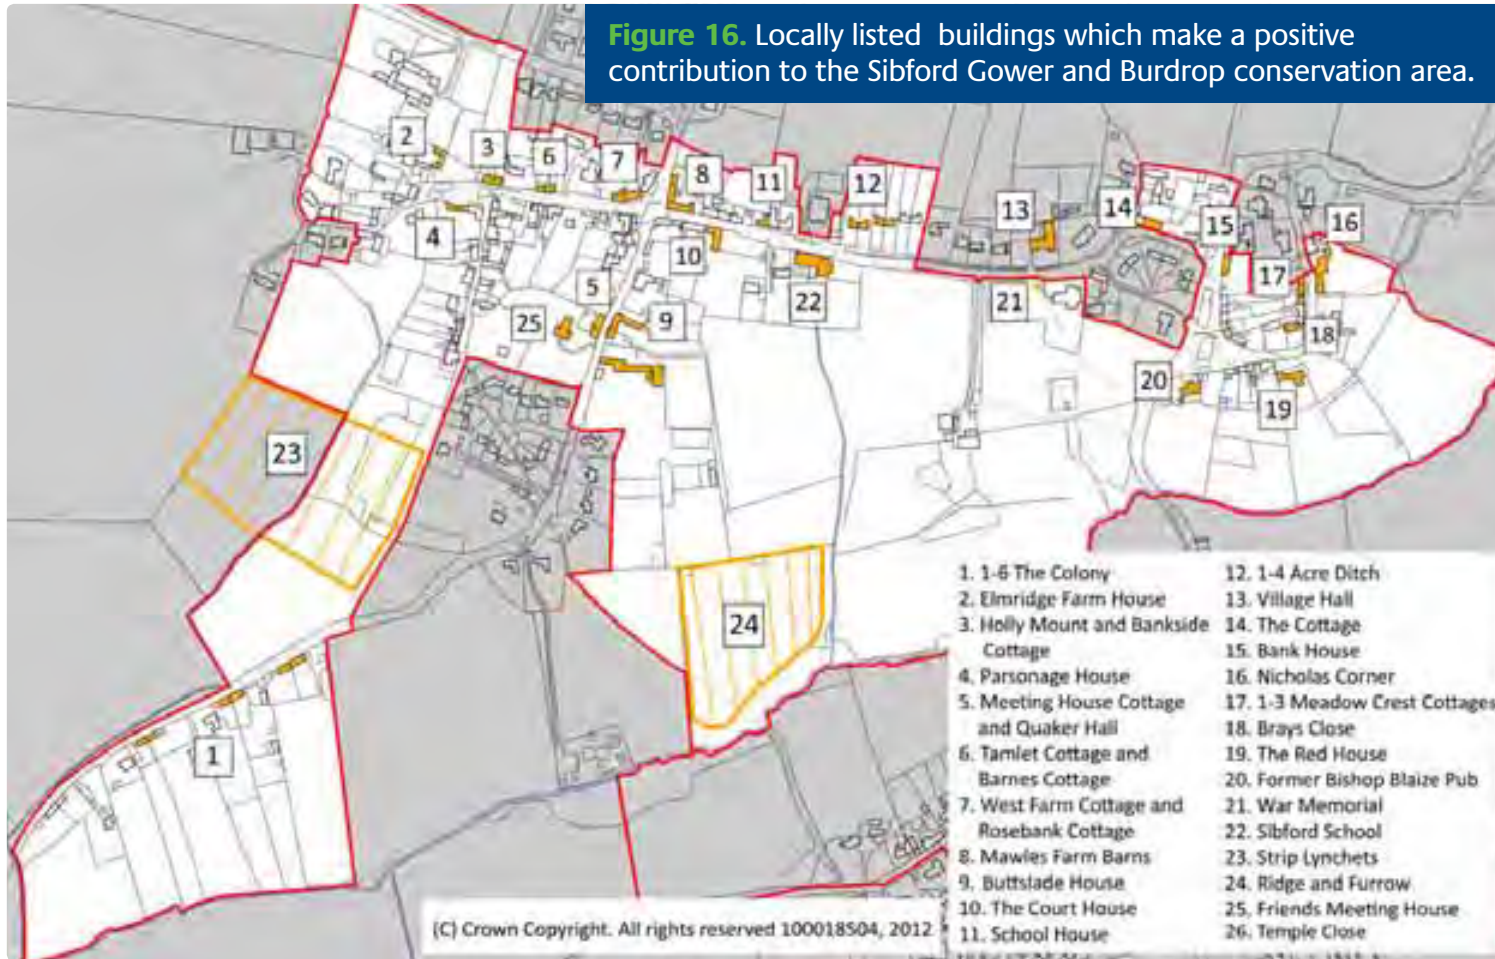 Figure 16. Locally listed buildings which make a positive
contribution to the Sibford Gower and Burdrop conservation area.
2
3
6
7
8
11
12
13
14
15
16
4
10
5
25
9
22
21
17
18
20
19
23
24
1
1. 1-6 The Colony
2. Elmridge Farm House
3. Holly Mount and Bankside
Cottage
4. Parsonage House
5. Meeting House Cottage
and Quaker Hall
6. Tamlet Cottage and
Barnes Cottage
7. West Farm Cottage and
Rosebank Cottage
8. Mawles Farm Barns
9. Buttslade House
10. The Court House
11. School House
12. 1-4 Acre Ditch
13. Village Hall
14. The Cottage
15. Bank House
16. Nicholas Corner
17. 1-3 Meadow Crest Cottages
18. Brays Close
19. The Red House
20. Former Bishop Blaize Pub
21. War Memorial
22. Sibford School
23. Strip Lynchets
24. Ridge and Furrow
25. Friends Meeting House
26. Temple Close
(C) Crown Copyright. All rights reserved 100018504, 2012